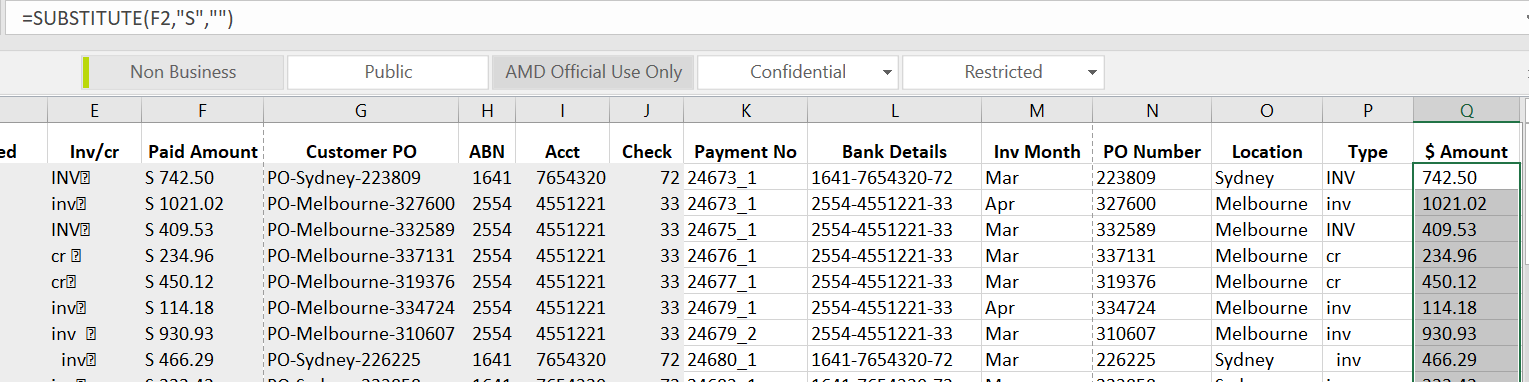 =SUBSTITUTE(F2,"S","")
Non Business Public AMD Official Use Only Confidential Restricted
E F G H I J K L M N O P Q
ed Inv/cr Paid Amount Customer PO ABN Acct Check Payment No Bank Details Inv Month PO Number Location Type $ Amount
INV S 742.50 PO-Sydney-223809 1641 7654320 72 24673_1 1641-7654320-72 Mar 223809 Sydney INV 742.50
inv S 1021.02 PO-Melbourne-327600 2554 4551221 33 24673_1 2554-4551221-33 Apr 327600 Melbourne inv 1021.02
INV S 409.53 PO-Melbourne-332589 2554 4551221 33 24675_1 2554-4551221-33 Mar 332589 Melbourne INV 409.53
cr S 234.96 PO-Melbourne-337131 2554 4551221 33 24676_1 2554-4551221-33 Mar 337131 Melbourne cr 234.96
cr S 450.12 PO-Melbourne-319376 2554 4551221 33 24677_1 2554-4551221-33 Mar 319376 Melbourne cr 450.12
inv S 114.18 PO-Melbourne-334724 2554 4551221 33 24679_1 2554-4551221-33 Apr 334724 Melbourne inv 114.18
inv S 930.93 PO-Melbourne-310607 2554 4551221 33 24679_2 2554-4551221-33 Mar 310607 Melbourne inv 930.93
inv S 466.29 PO-Sydney-226225 1641 7654320 72 24680_1 1641-7654320-72 Mar 226225 Sydney inv 466.29